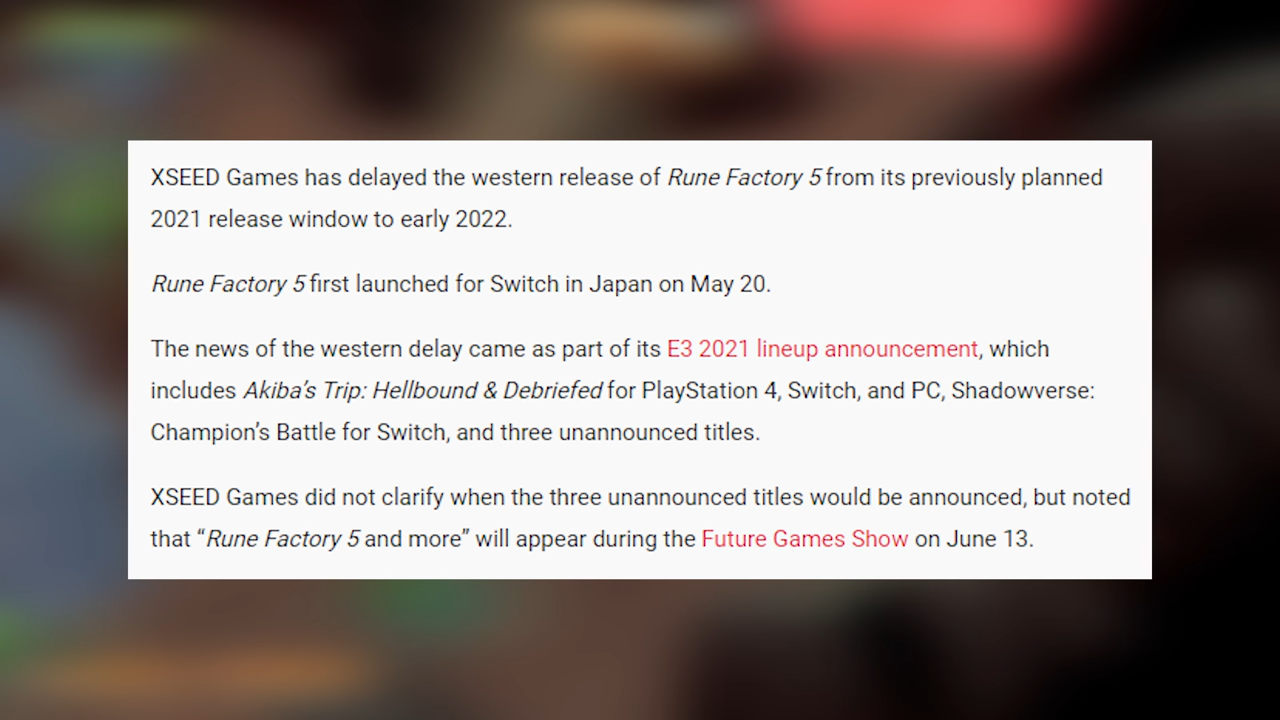 XSEED Games has delayed the western release of Rune Factory 5 from its previously planned
2021 release window to early 2022.
Rune Factory 5 first launched for Switch in Japan on May 20.
The news of the western delay came as part of its E3 2021 lineup announcement, which
includes Akiba’s Trip: Hellbound & Debriefed for PlayStation 4, Switch, and PC, Shadowverse:
Champion’s Battle for Switch, and three unannounced titles.
XSEED Games did not clarify when the three unannounced titles would be announced, but noted
that “Rune Factory 5 and more” will appear during the Future Games Show on June 13.